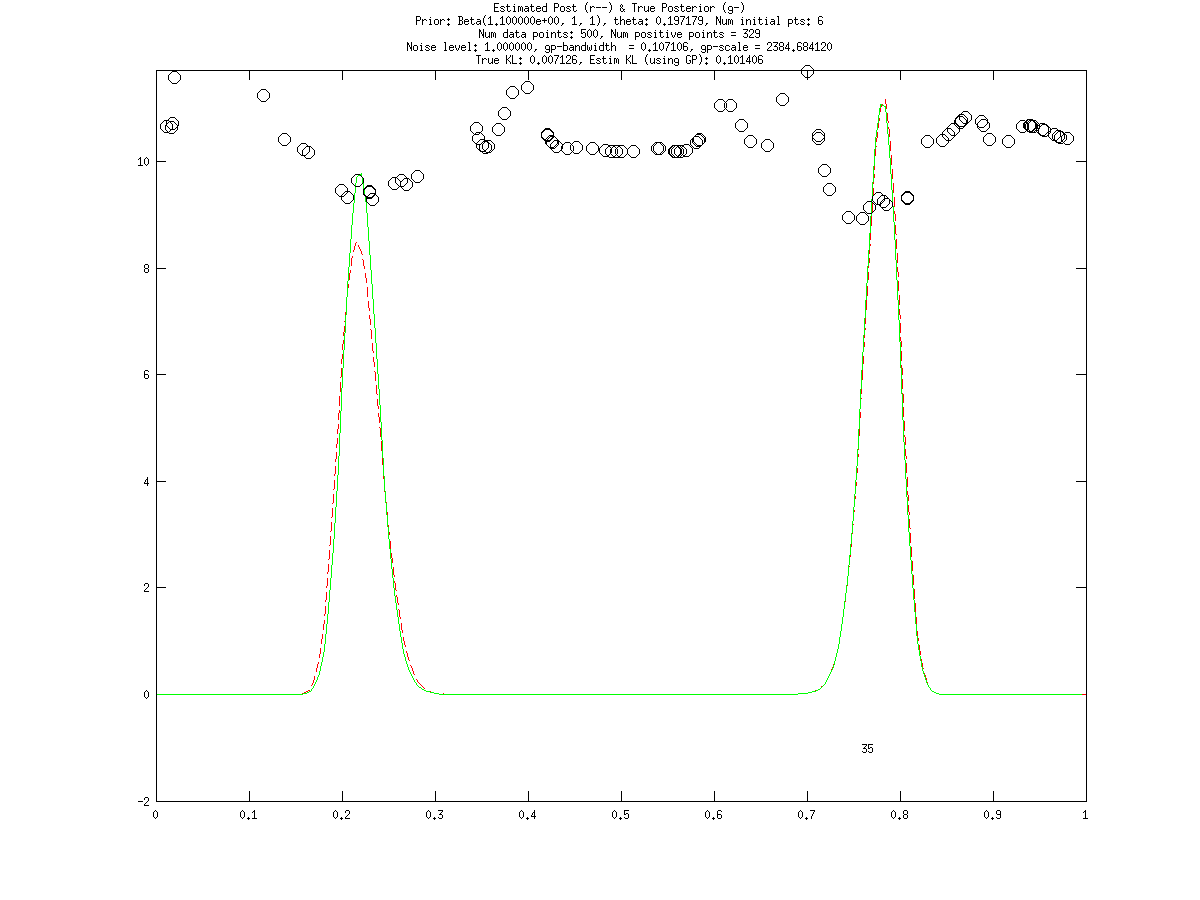 Estimated Post (r--) & True Posterior (g-)
Prior: Beta(1.100000e+00, 1, 1), theta: 0.197179, Num initial pts: 6
Num data points: 500, Num positive points = 329
Noise level: 1.000000, gp-bandwidth  = 0.107106, gp-scale = 2384.684120
True KL: 0.007126, Estim KL (using GP): 0.101406
10
8
6
4
2
0
35
-2
0 0.1 0.2 0.3 0.4 0.5 0.6 0.7 0.8 0.9 1